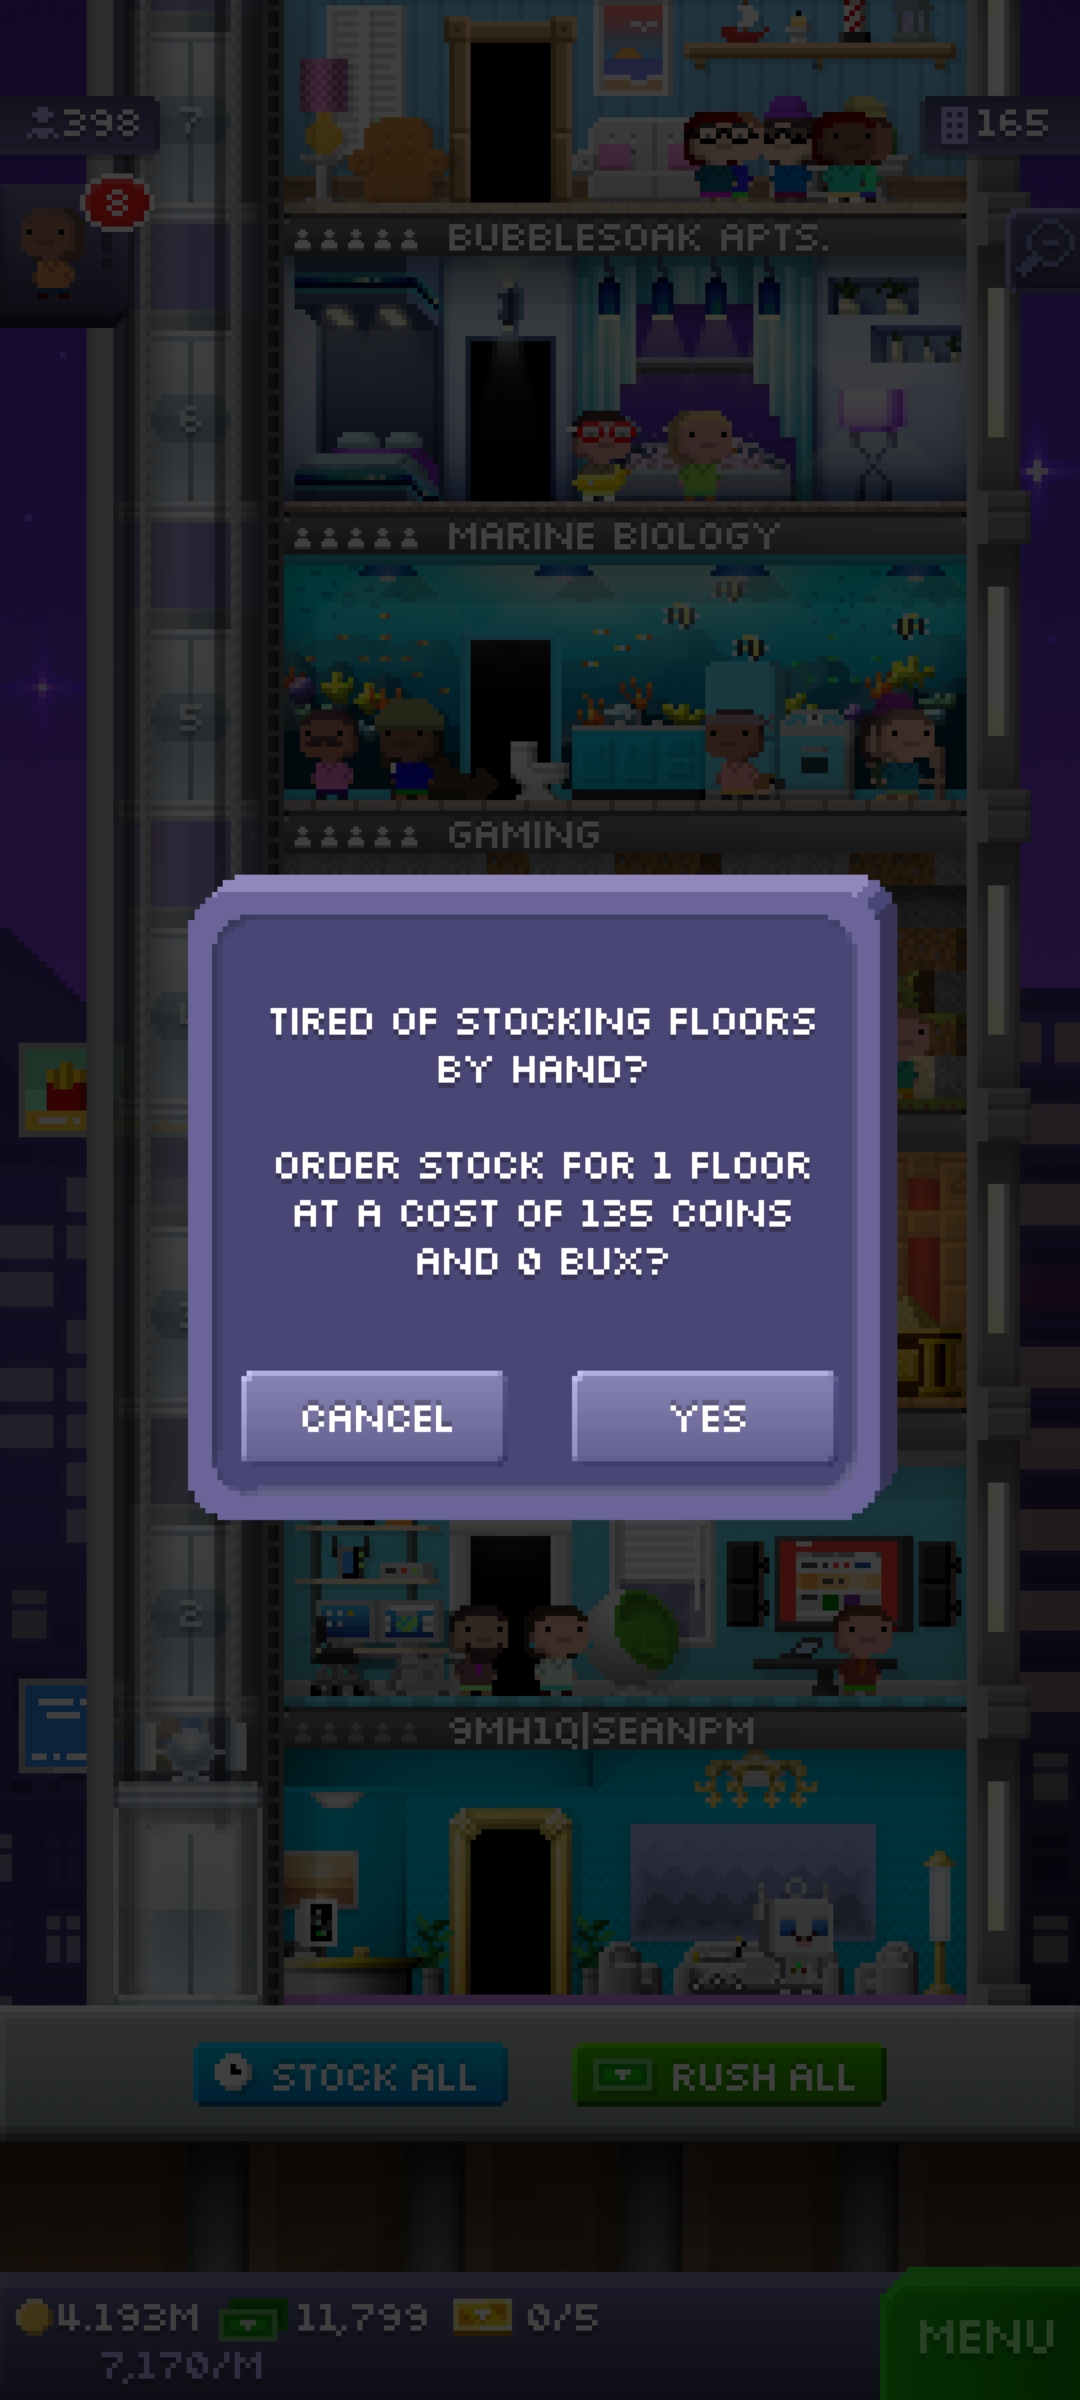 398
7
165
8
BUBBLESOAK APTS.
6
MARINE BIOLOGY
5
GAMING
TIRED OF STOCKING FLOORS
BY HAND?
ORDER STOCK FOR 1 FLOOR
AT A COST OF 135 COINS
AND 0 BUX?
CANCEL
YES
2
9MH1Q|SEANPM
STOCK ALL
RUSH ALL
4.193M
11,799
0/5
7,170/M
MENU